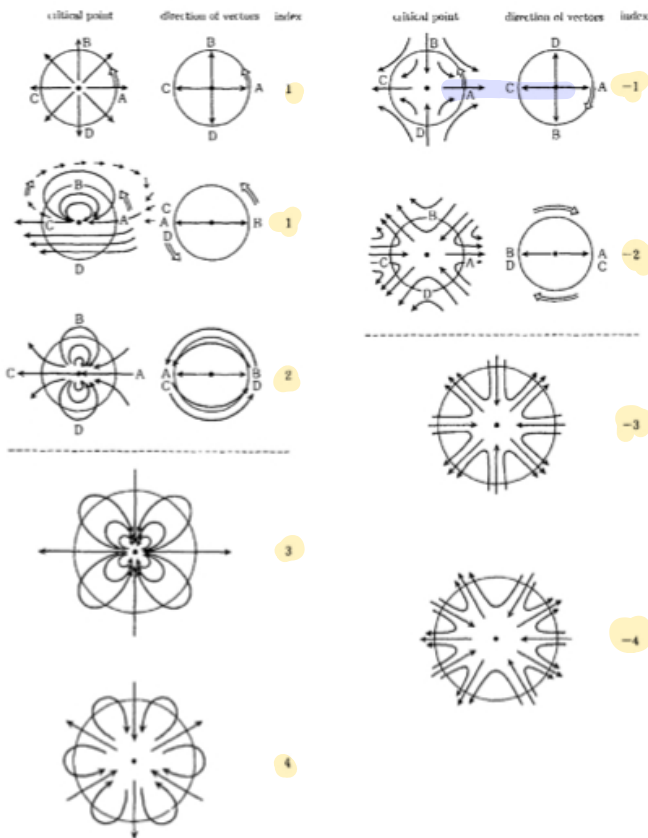 critical point direction of vectors index
B B
C A C A 1
D D
B C
C A A B 1
D D
B
C A A B 2
C D
D
3
4
critical point direction of vectors index
B D
C A C A -1
D B
B
C A B A -2
D C
D
-3
-4